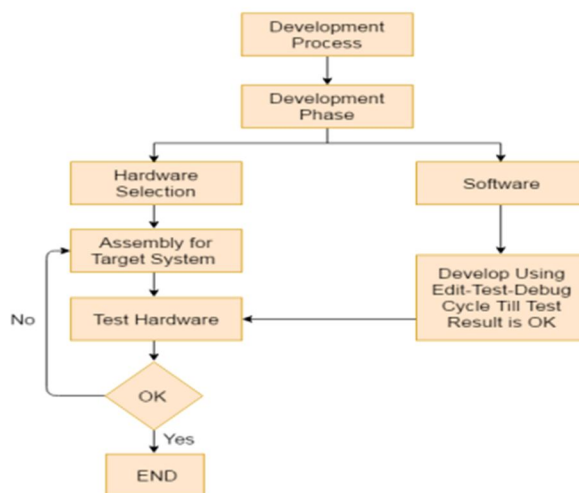 Development
Process
Development
Phase
Hardware
Selection
Software
Assembly for
Target System
Develop Using
Edit-Test-Debug
Cycle Till Test
Result is OK
No
Test Hardware
OK
Yes
END